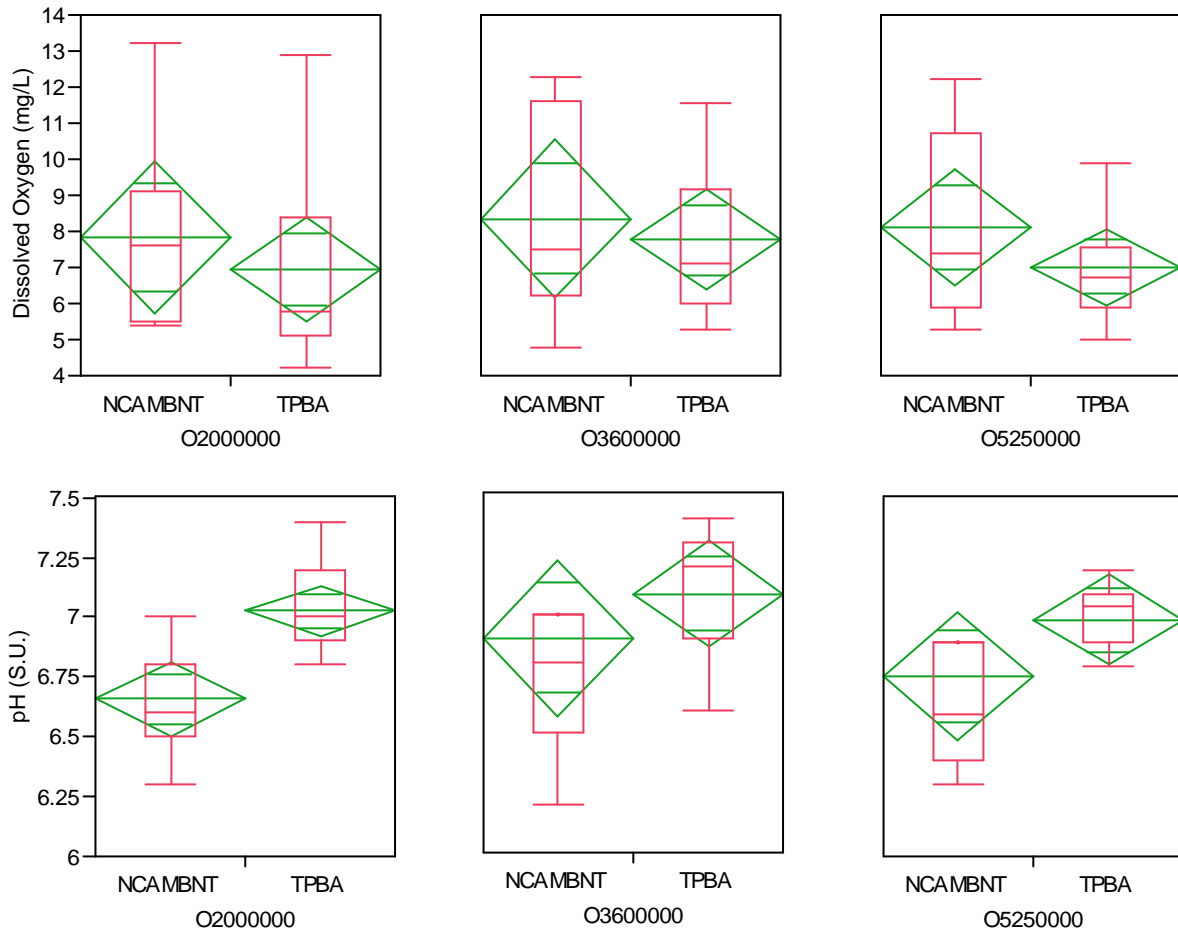 Dissolved Oxygen (mg/L)
14
13
12
11
10
9
8
7
6
5
4
NCAMBNT TPBA
O2000000
NCAMBNT TPBA
O3600000
NCAMBNT TPBA
O5250000
pH (S.U.)
7.5
7.25
7
6.75
6.5
6.25
6
NCAMBNT TPBA
O2000000
NCAMBNT TPBA
O3600000
NCAMBNT TPBA
O5250000